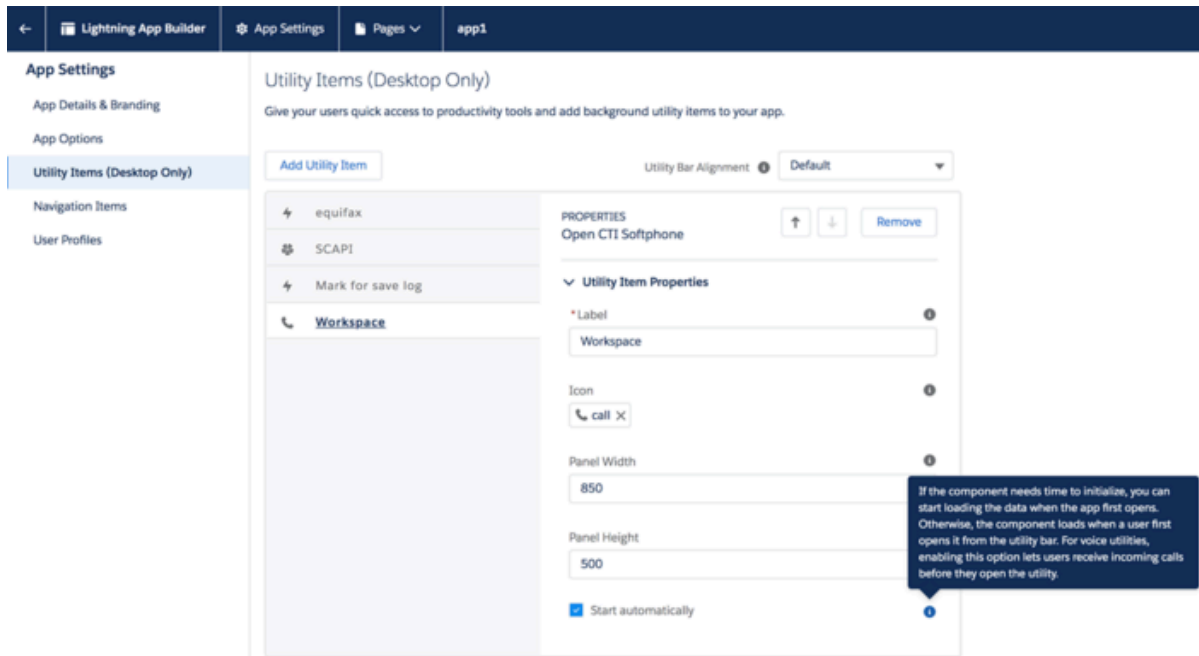 Lightning App Builder
App Settings
Pages
app1
App Settings
App Details & Branding
App Options
Utility Items (Desktop Only)
Navigation Items
User Profiles
Utility Items (Desktop Only)
Give your users quick access to productivity tools and add background utility items to your app.
Add Utility Item
Utility Bar Alignment
Default
equifax
SCAPI
Mark for save log
Workspace
PROPERTIES
Open CTI Softphone
Remove
Utility Item Properties
*Label
Workspace
Icon
call
Panel Width
850
Panel Height
500
Start automatically
If the component needs time to initialize, you can
start loading the data when the app first opens.
Otherwise, the component loads when a user first
opens it from the utility bar. For voice utilities,
enabling this option lets users receive incoming calls
before they open the utility.